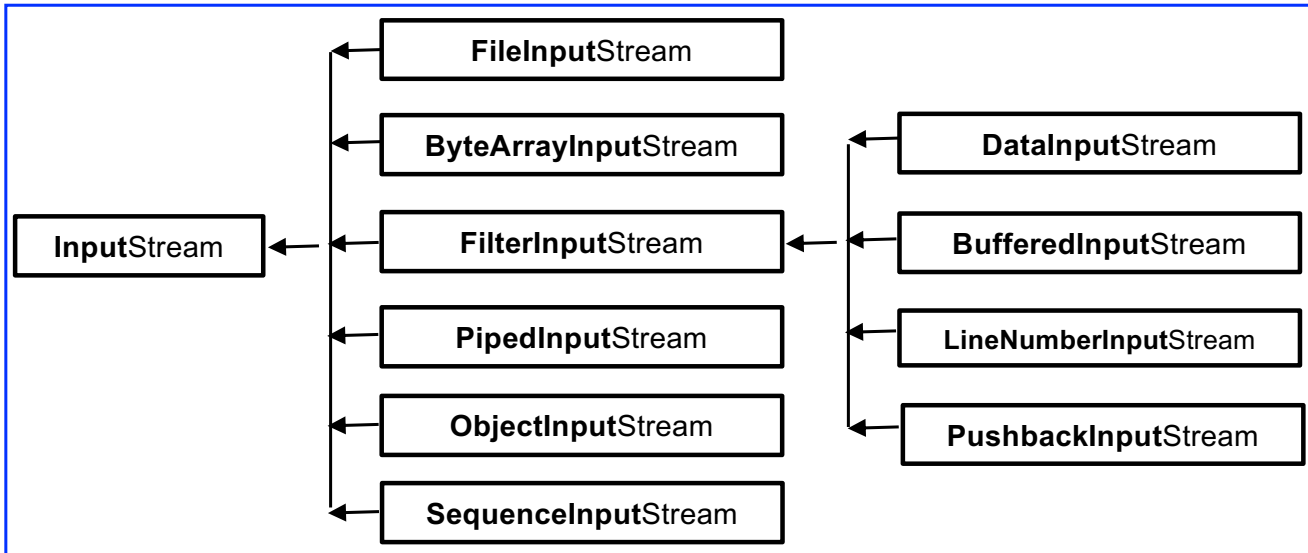 FileInputStream
ByteArrayInputStream
DataInputStream
InputStream
FilterInputStream
BufferedInputStream
PipedInputStream
LineNumberInputStream
ObjectInputStream
PushbackInputStream
SequenceInputStream